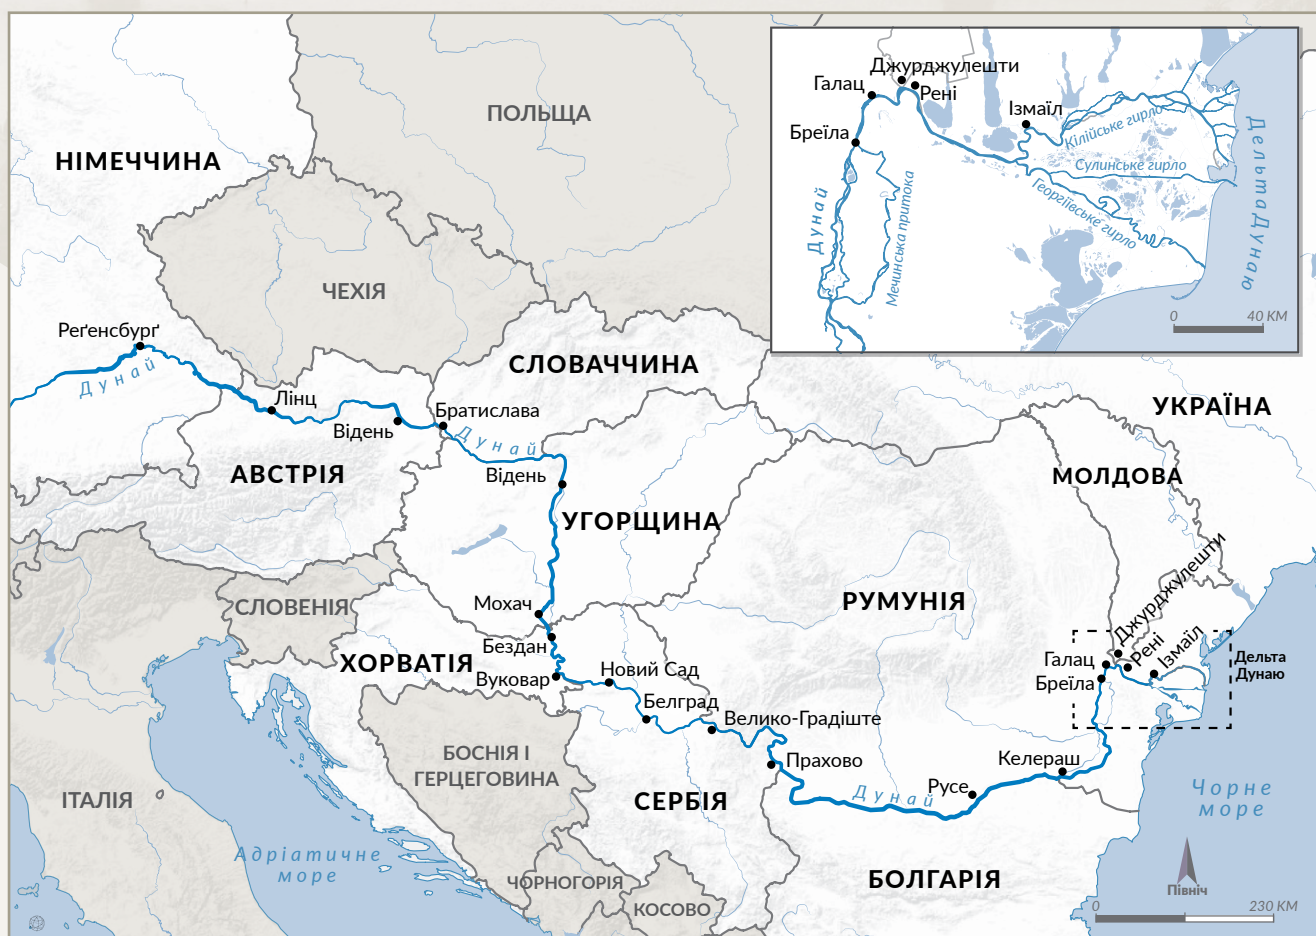 ПОЛЬЩА
НІМЕЧЧИНА
ЧЕХІЯ
Реґенсбурґ
Дунай
Лінц
Відень
Братислава
Дунай
СЛОВАЧЧИНА
АВСТРІЯ
Відень
УГОРЩИНА
УКРАЇНА
МОЛДОВА
СЛОВЕНІЯ
Мохач
Бездан
ХОРВАТІЯ
Вуковар
Новий Сад
Белград
Велико-Градіште
РУМУНІЯ
Джурджулешти
Рені
Ізмаїл
Галац
Бреїла
Дельта
Дунаю
БОСНІЯ І
ГЕРЦЕГОВИНА
Прахово
Келераш
Русе
Дунай
ІТАЛІЯ
СЕРБІЯ
Чорне
море
Адріатичне
море
ЧОРНОГОРІЯ
КОСОВО
БОЛГАРІЯ
Північ
0
230 КМ
Джурджулешти
Галац
Рені
Ізмаїл
Бреїла
Кілійське гирло
Сулинське гирло
Георгіївське гирло
Дунай
Мечинська притока
Дельта Дунаю
0
40 КМ